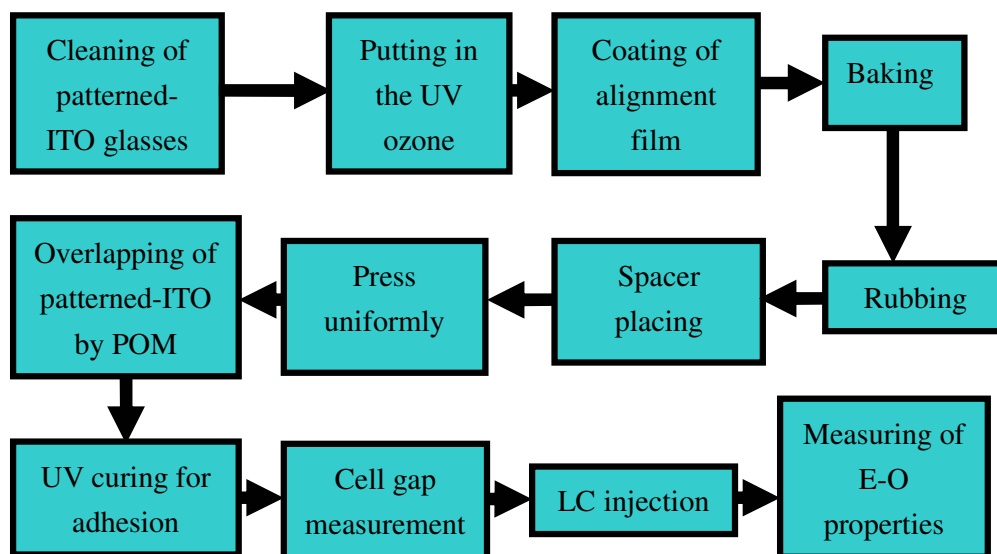 Cleaning of
patterned-
ITO glasses
Putting in
the UV
ozone
Coating of
alignment
film
Baking
Rubbing
Spacer
placing
Press
uniformly
Overlapping of
patterned-ITO
by POM
UV curing for
adhesion
Cell gap
measurement
LC injection
Measuring of
E-O
properties